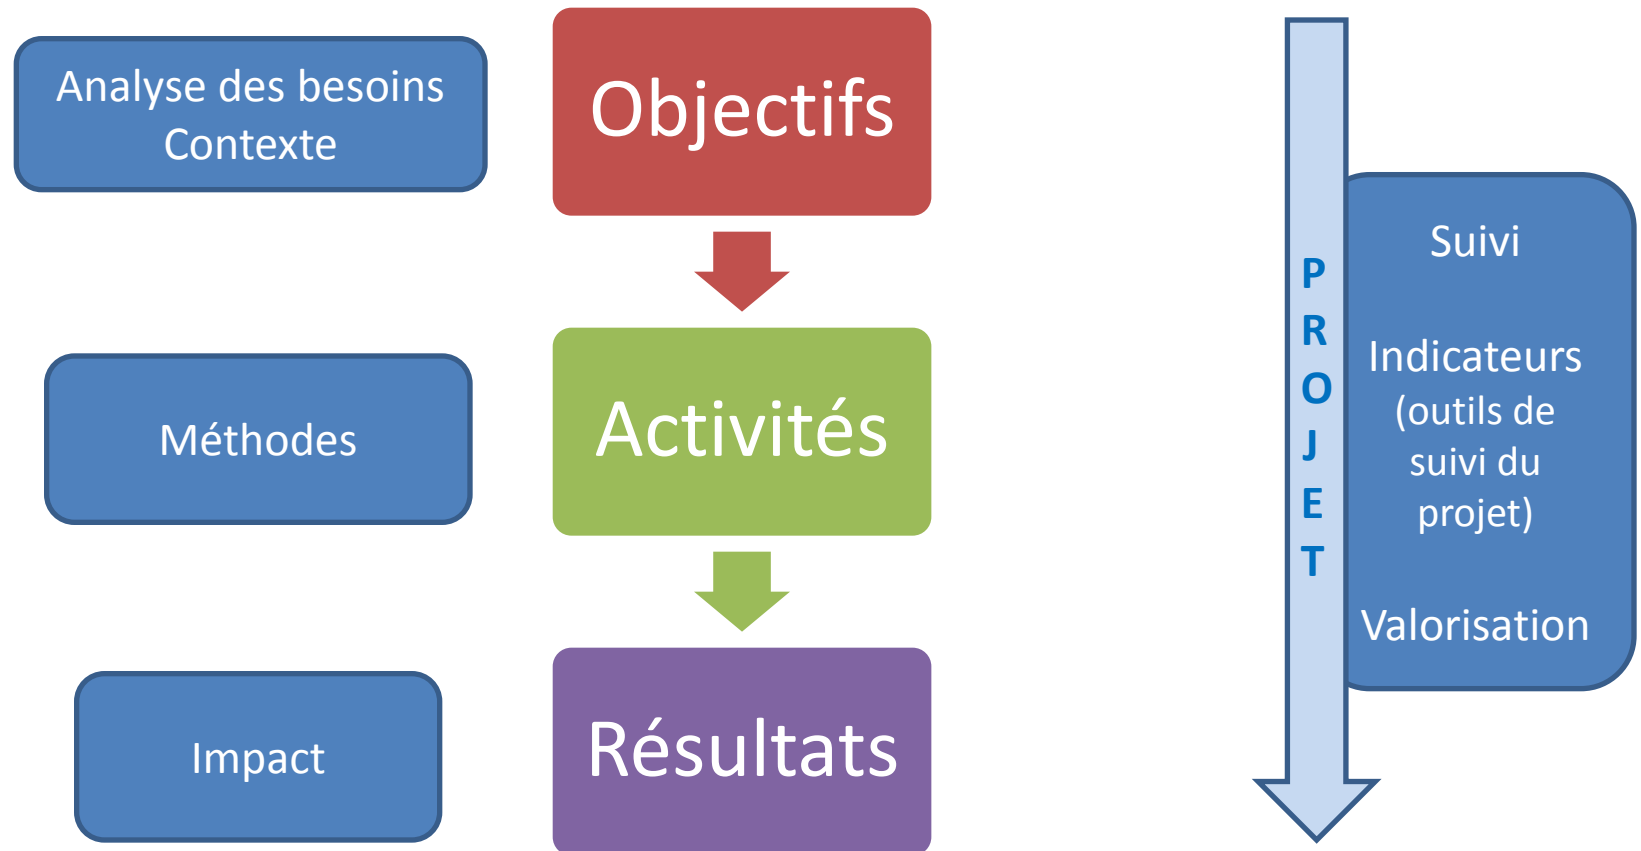 Analyse des besoins
Contexte
Objectifs
Méthodes
Activités
Impact
Résultats
P
R
O
J
E
T
Suivi
Indicateurs
(outils de
suivi du
projet)
Valorisation